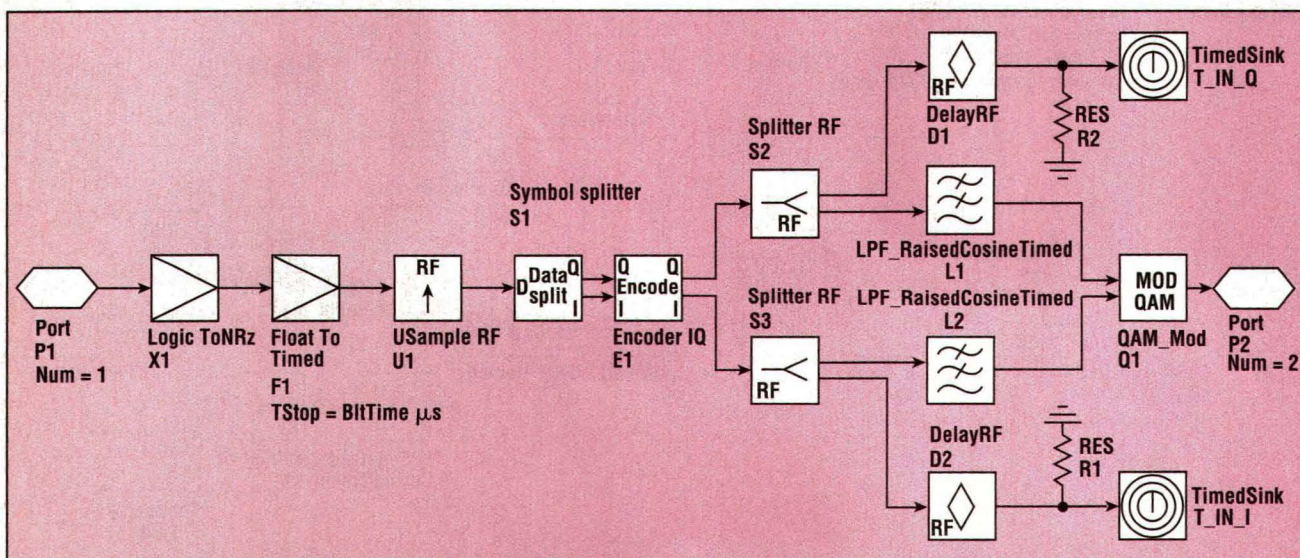 Port
P1
Num = 1
Logic ToNRz
X1
Float To
Timed
F1
TStop = BltTime μs
RF
USample RF
U1
Symbol splitter
S1
Data
D
split
Q
I
Q Q
Encode
I I
Encoder IQ
E1
Splitter RF
S2
RF
Splitter RF
S3
RF
RF
DelayRF
D1
RES
R2
TimedSink
T_IN_Q
LPF_RaisedCosineTimed
L1
LPF_RaisedCosineTimed
L2
MOD
QAM
QAM_Mod
Q1
Port
P2
Num = 2
DelayRF
D2
RF
RES
R1
TimedSink
T_IN_I